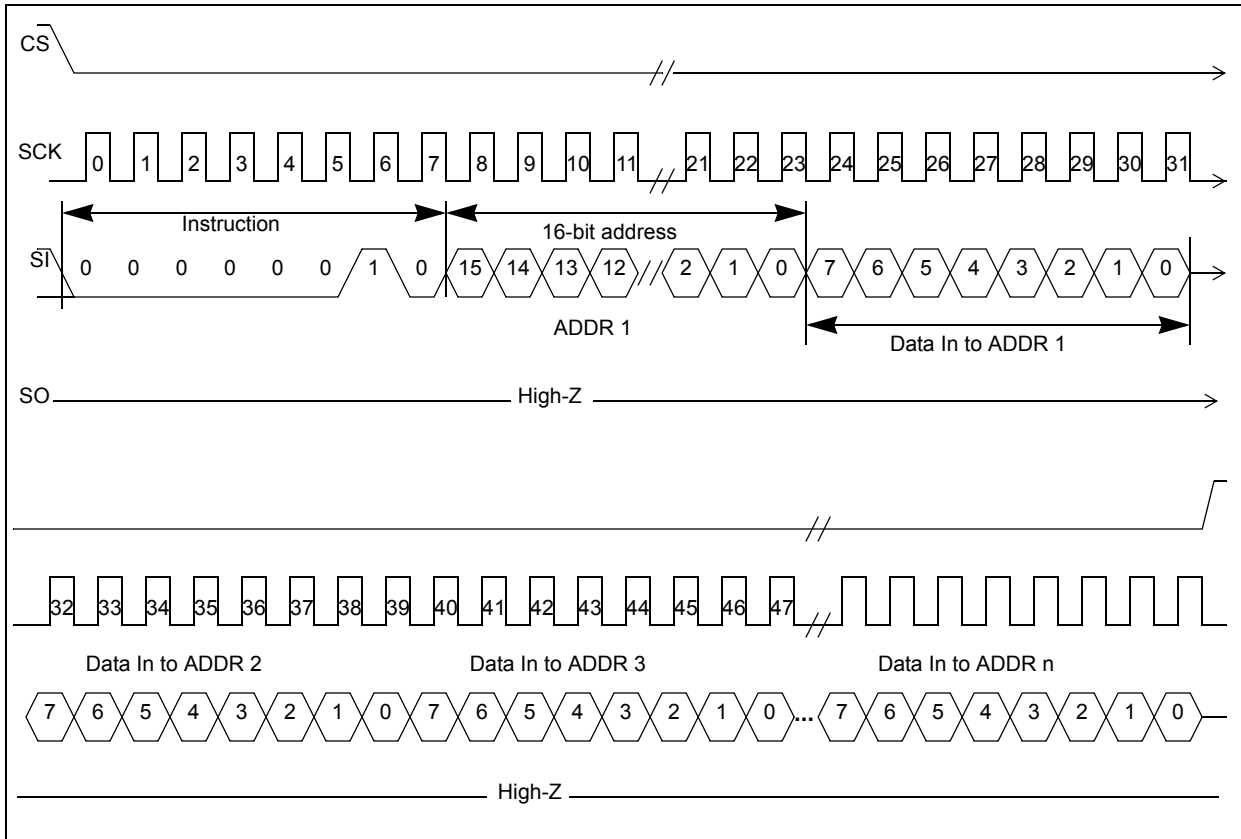 CS
SCK
0 1 2 3 4 5 6 7 8 9 10 11 21 22 23 24 25 26 27 28 29 30 31
Instruction
16-bit address
SI
0 0 0 0 0 0 1 0 15 14 13 12 2 1 0 7 6 5 4 3 2 1 0
ADDR 1
Data In to ADDR 1
SO
High-Z
32 33 34 35 36 37 38 39 40 41 42 43 44 45 46 47
Data In to ADDR 2
Data In to ADDR 3
Data In to ADDR n
7 6 5 4 3 2 1 0 7 6 5 4 3 2 1 0 ... 7 6 5 4 3 2 1 0
High-Z